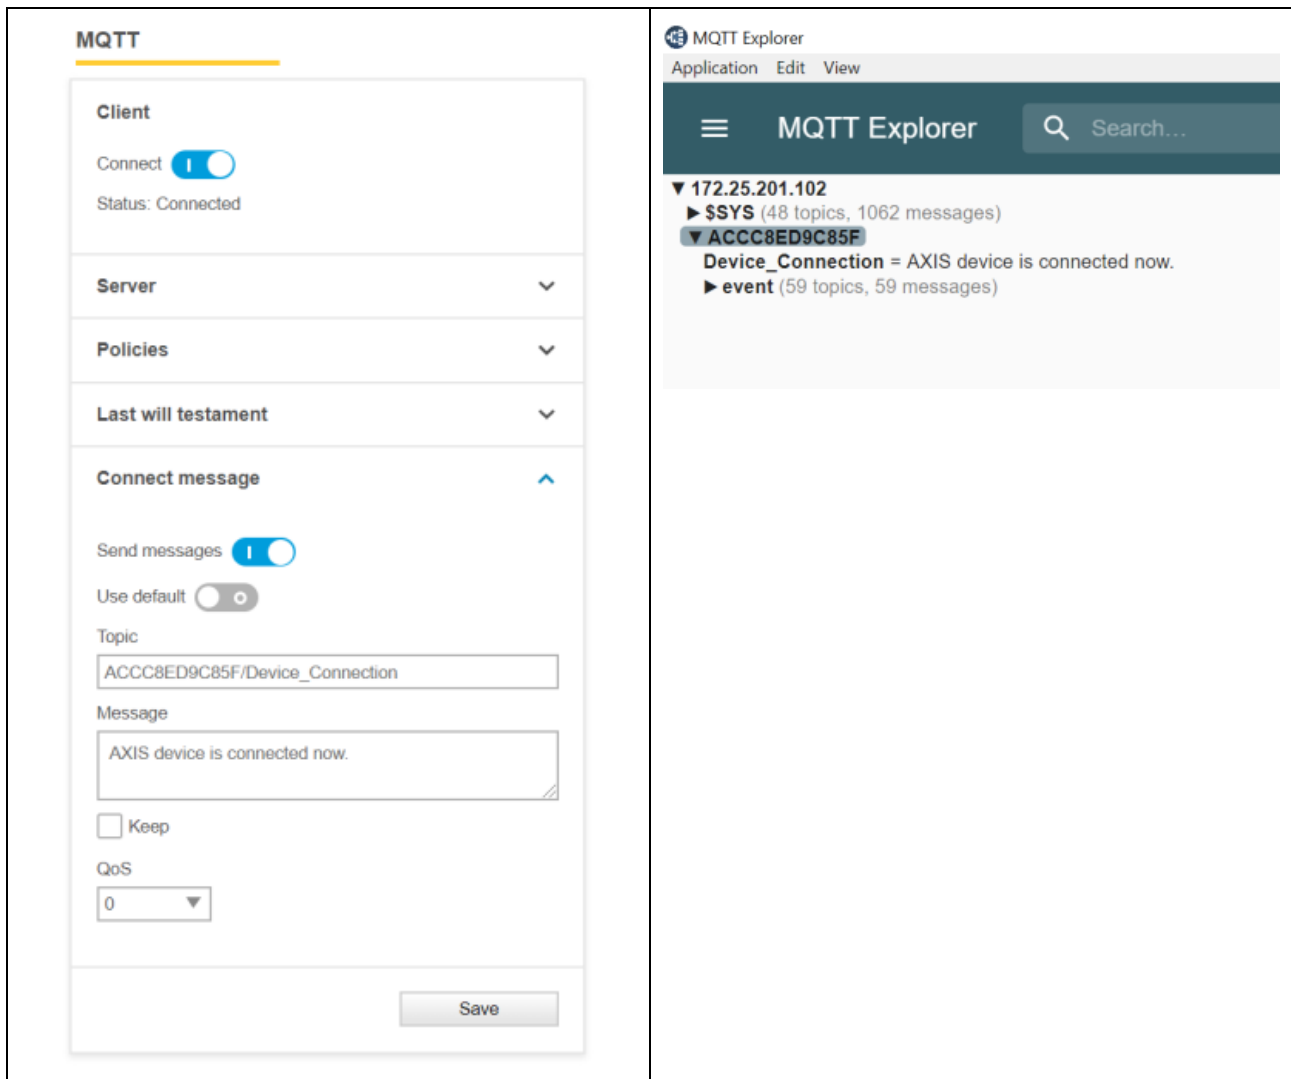 MQTT
Client
Connect
Status: Connected
Server
Policies
Last will testament
Connect message
Send messages
Use default
Topic
ACCC8ED9C85F/Device_Connection
Message
AXIS device is connected now.
Keep
QoS
0
Save
MQTT Explorer
Application Edit View
MQTT Explorer Search...
172.25.201.102
$SYS (48 topics, 1062 messages)
ACCC8ED9C85F
Device_Connection = AXIS device is connected now.
event (59 topics, 59 messages)